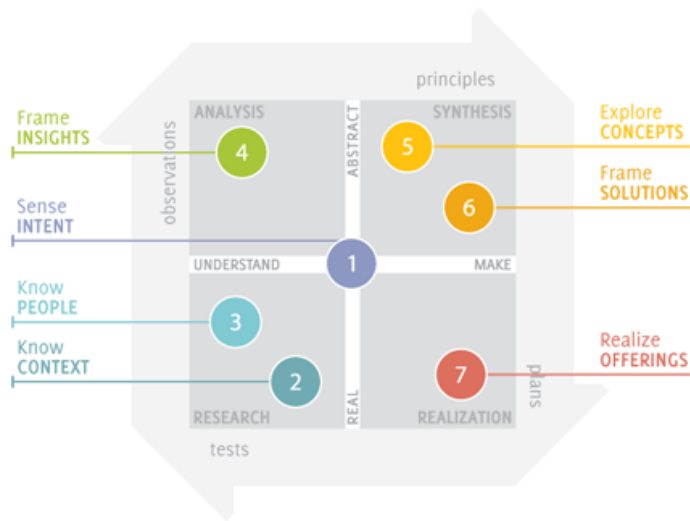 principles
ANALYSIS
ABSTRACT
SYNTHESIS
Frame
INSIGHTS
4
observations
5
Explore
CONCEPTS
Frame
SOLUTIONS
6
Sense
INTENT
UNDERSTAND
1
MAKE
Know
PEOPLE
3
Know
CONTEXT
2
Realize
OFFERINGS
7
plans
RESEARCH
REAL
REALIZATION
tests